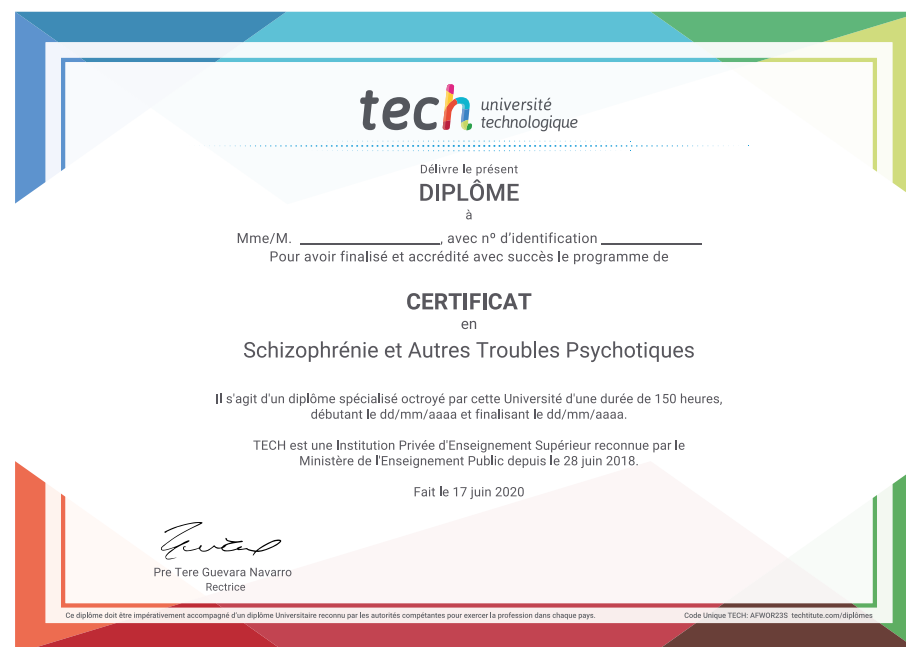 tech université
technologique
Délivre le présent
DIPLÔME
à
Mme/M. ____________________, avec nº d'identification ______________
Pour avoir finalisé et accrédité avec succès le programme de
CERTIFICAT
en
Schizophrénie et Autres Troubles Psychotiques
Il s'agit d'un diplôme spécialisé octroyé par cette Université d'une durée de 150 heures,
débutant le dd/mm/aaaa et finalisant le dd/mm/aaaa.
TECH est une Institution Privée d'Enseignement Supérieur reconnue par le
Ministère de l'Enseignement Public depuis le 28 juin 2018.
Fait le 17 juin 2020
Pre Tere Guevara Navarro
Rectrice
Ce diplôme doit être impérativement accompagné d'un diplôme Universitaire reconnu par les autorités compétantes pour exercer la profession dans chaque pays.
Code Unique TECH: AFWOR23S techtitute.com/diplômes